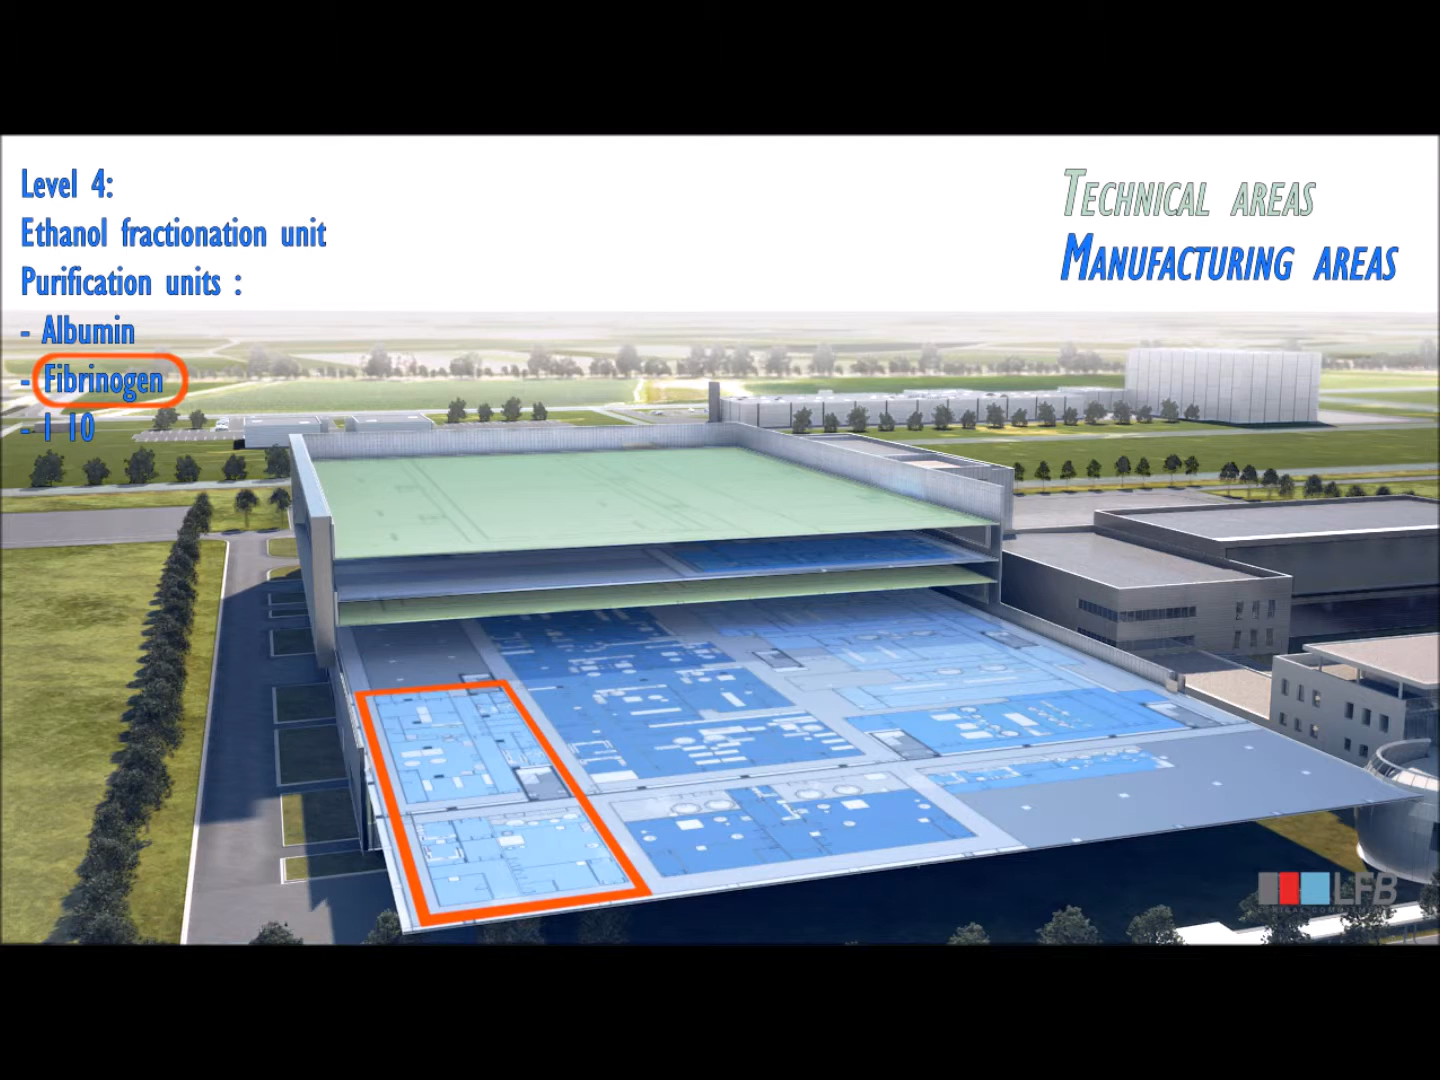 Level 4:
Ethanol fractionation unit
Purification units :
- Albumin
- Fibrinogen
- I 10
TECHNICAL AREAS
MANUFACTURING AREAS
LFB